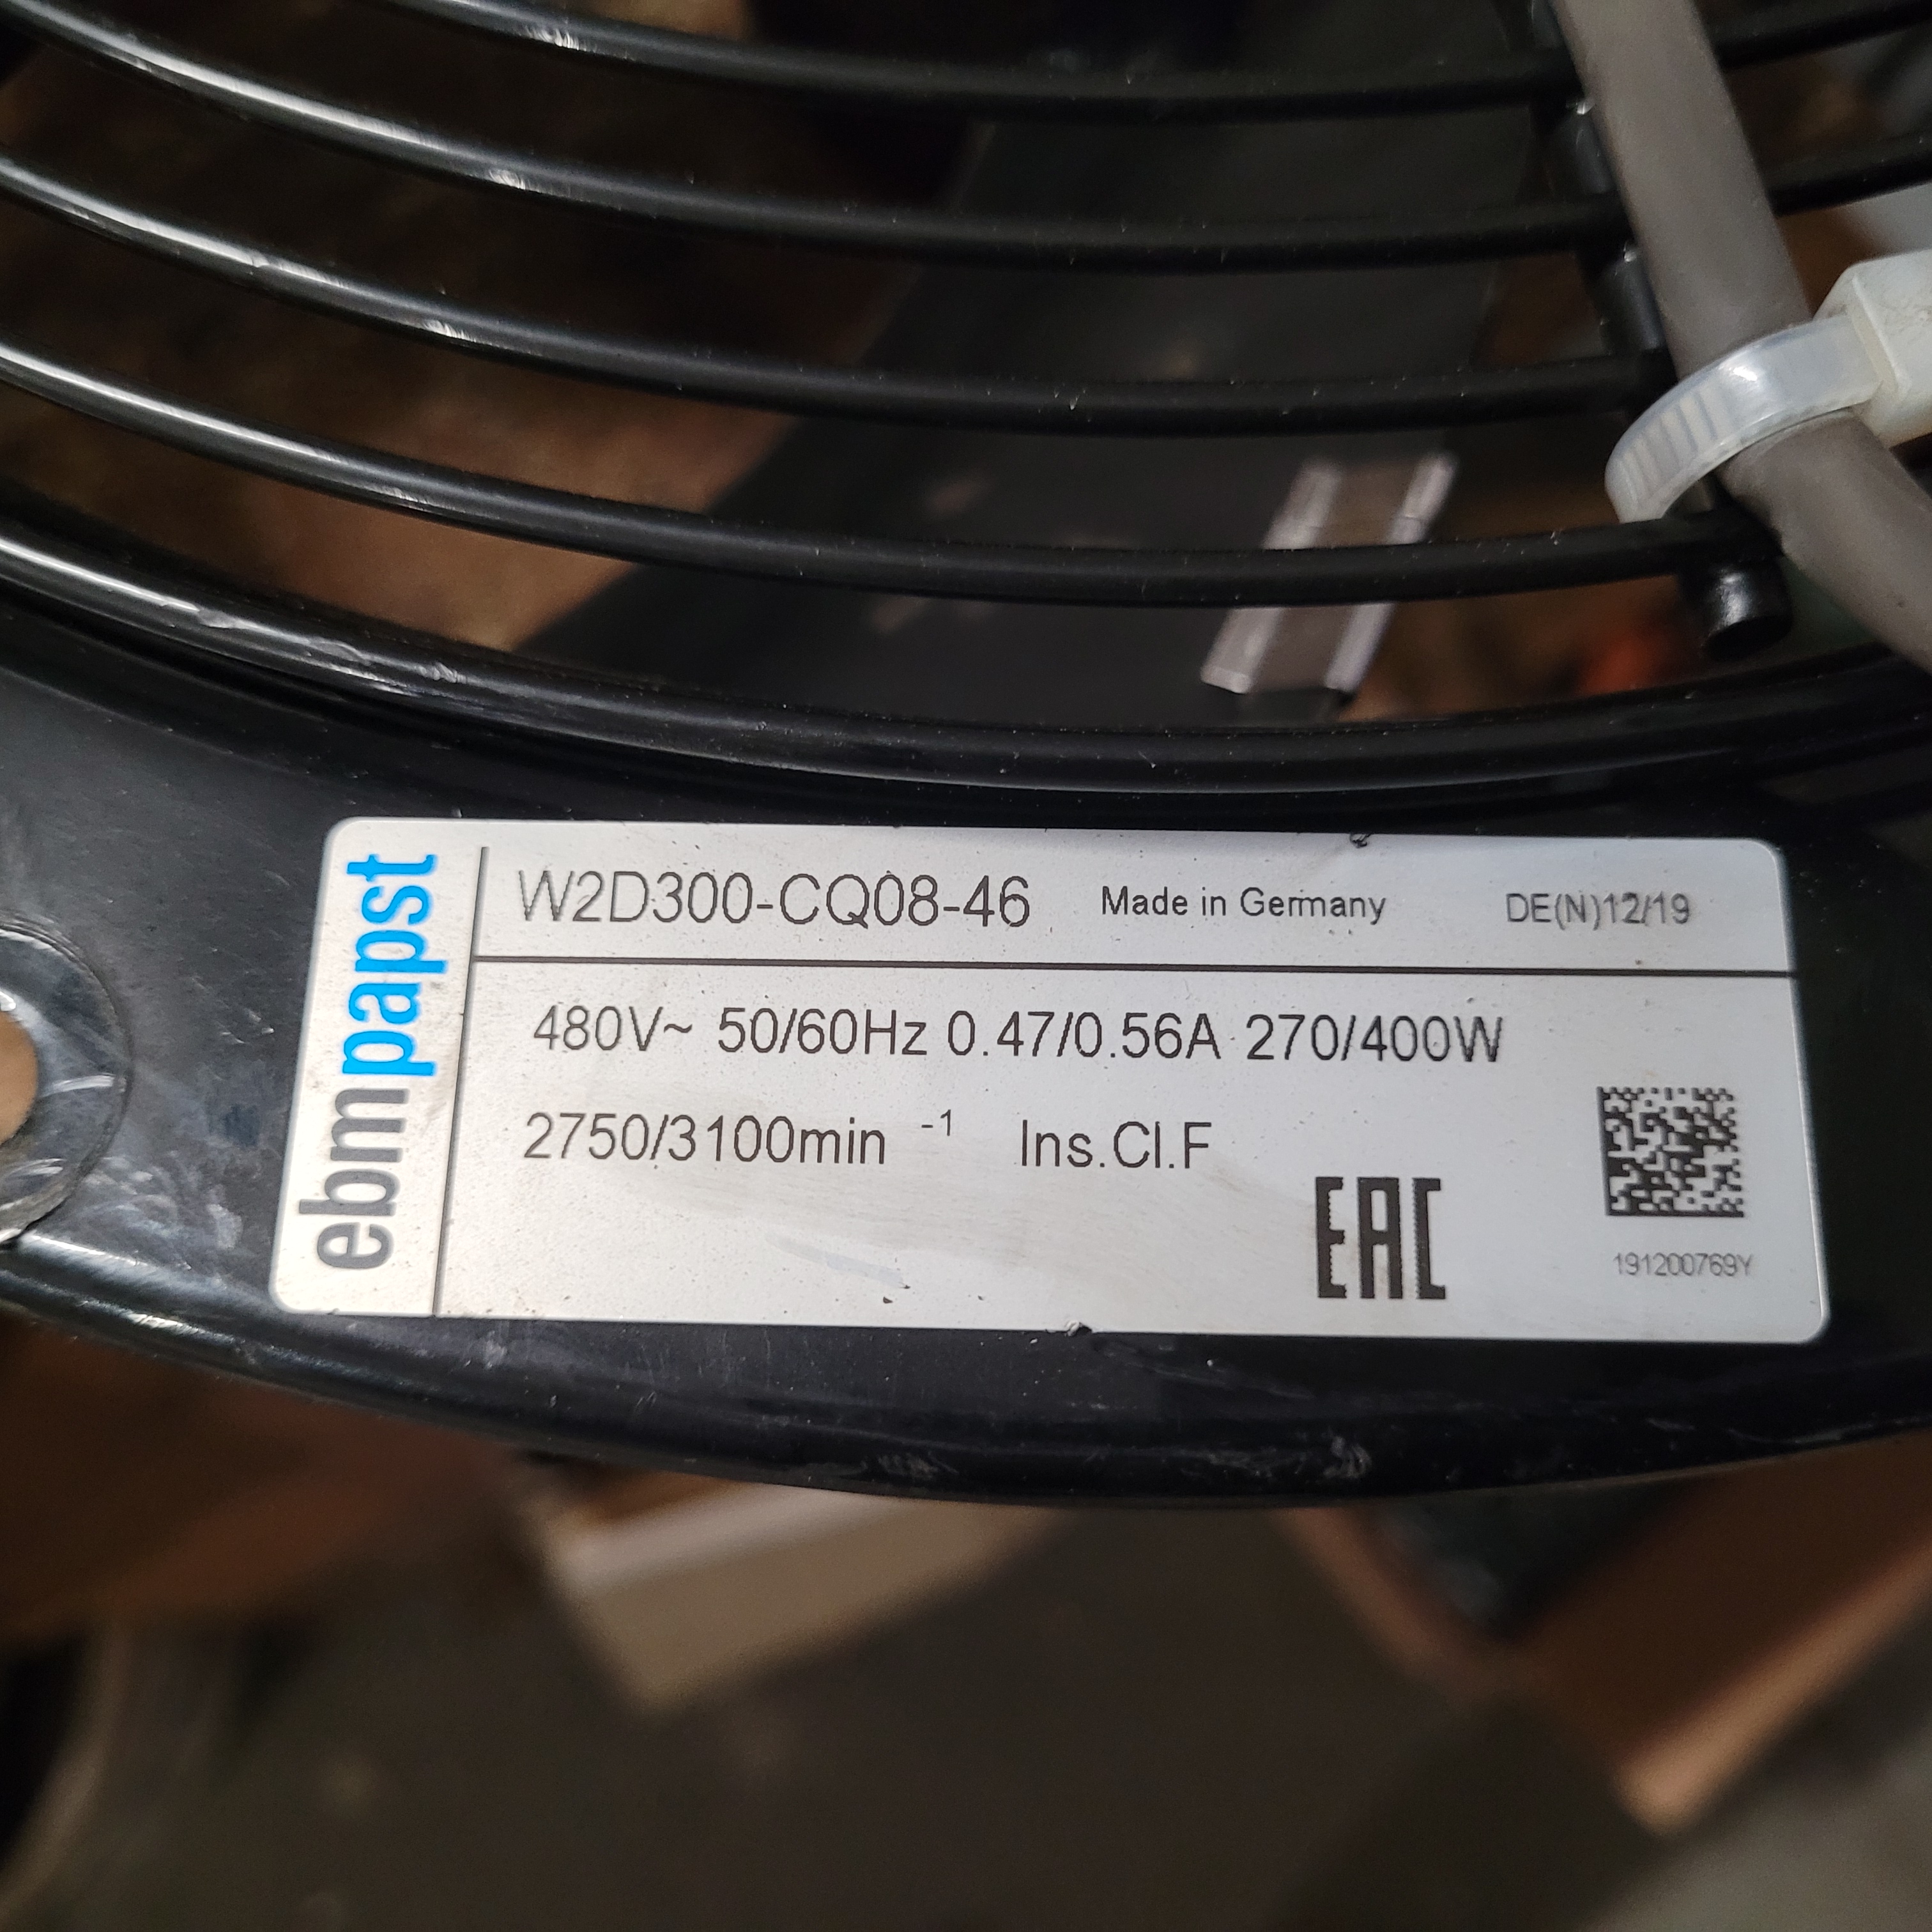 ebmpapst
W2D300-CQ08-46 Made in Germany DE(N)12/19
480V~ 50/60Hz 0.47/0.56A 270/400W
2750/3100min -1 Ins.Cl.F
EAC
191200769Y